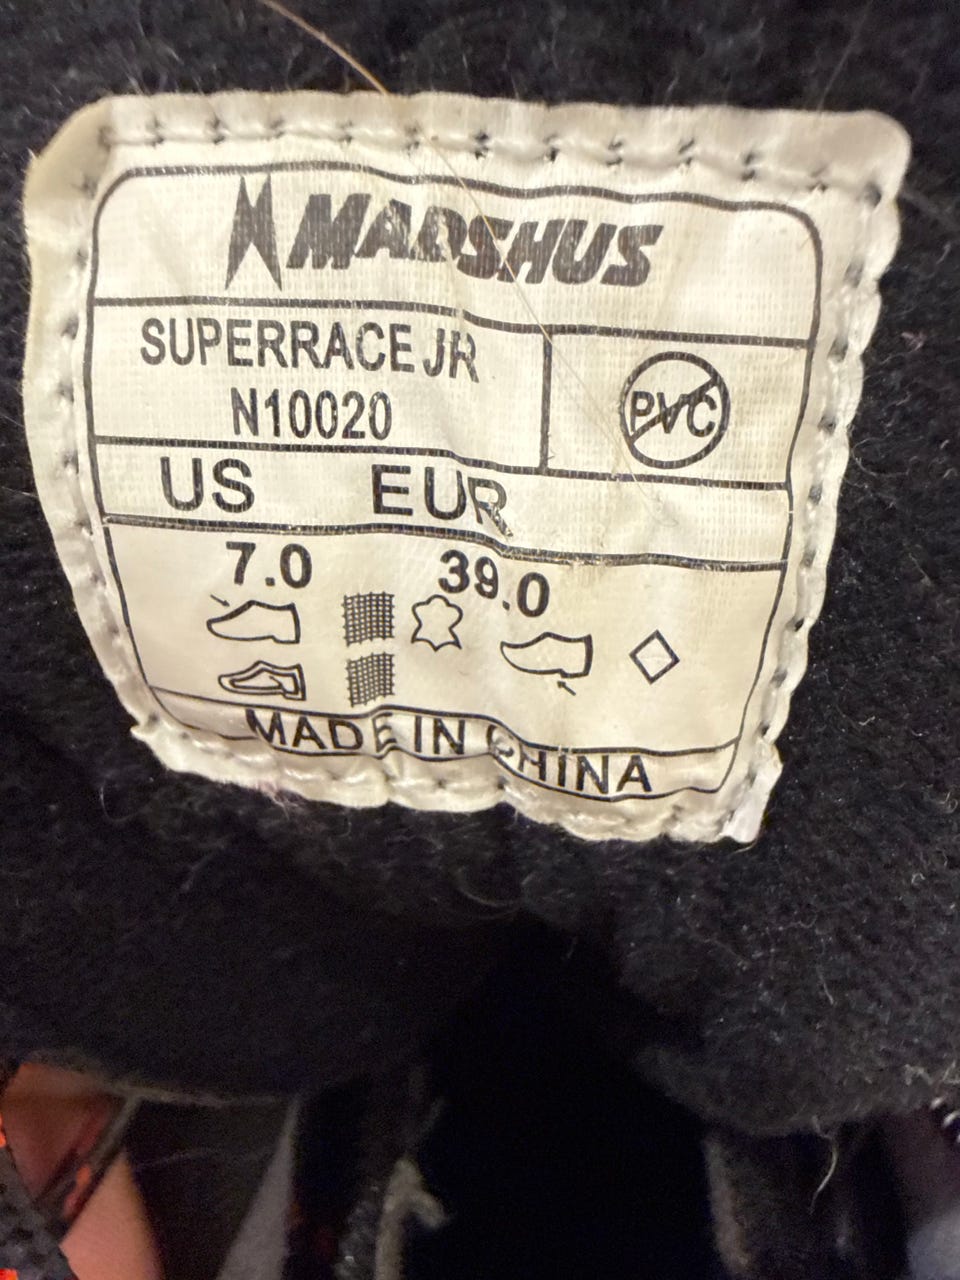 MADSHUS
SUPERRACE JR
N10020
PVC
US EUR
7.0 39.0
MADE IN CHINA